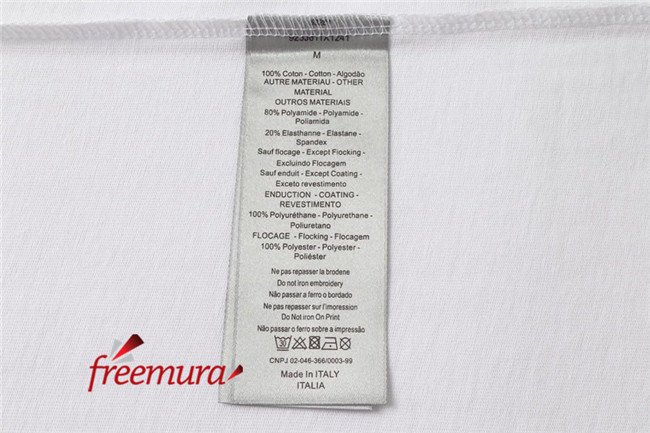 M
100% Coton - Cotton - Algodão
AUTRE MATERIAU - OTHER
MATERIAL
OUTROS MATERIAIS
80% Polyamide - Polyamide -
Poliamida
20% Elasthanne - Elastane -
Spandex
Sauf flocage - Except Flocking -
Excluindo Flocagem
Sauf enduit - Except Coating -
Exceto revestimento
ENDUCTION - COATING -
REVESTIMENTO
100% Polyuréthane - Polyurethane -
Poliuretano
FLOCAGE - Flocking - Flocagem
100% Polyester - Polyester -
Poliéster
Ne pas repasser la broderie
Do not iron embroidery
Não passar a ferro o bordado
Ne pas repasser sur l'imoression
Do Not Iron On Print
Não passar o ferro sobre a impressão
30
CNPJ 02-046-366/0003-99
Made In ITALY
ITALIA
freemura